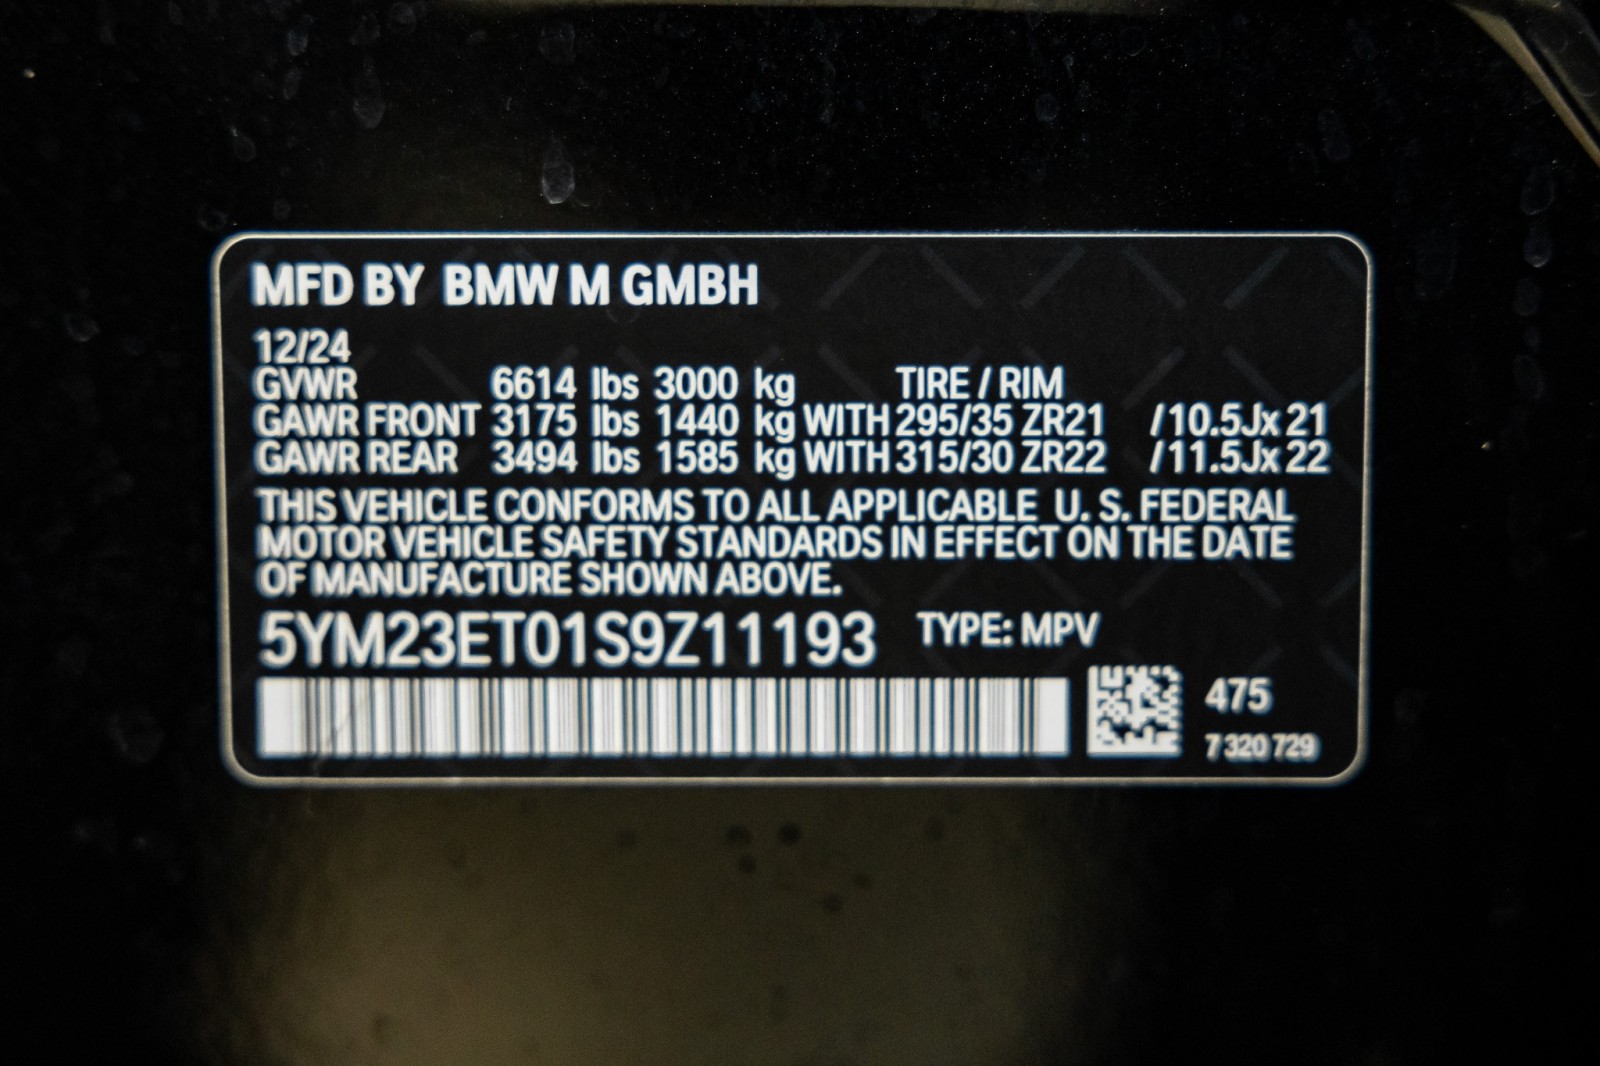 MFD BY BMW M GMBH
12/24
GVWR 6614 lbs 3000 kg TIRE / RIM
GAWR FRONT 3175 lbs 1440 kg WITH 295/35 ZR21 /10.5Jx 21
GAWR REAR 3494 lbs 1585 kg WITH 315/30 ZR22 /11.5Jx 22
THIS VEHICLE CONFORMS TO ALL APPLICABLE U. S. FEDERAL
MOTOR VEHICLE SAFETY STANDARDS IN EFFECT ON THE DATE
OF MANUFACTURE SHOWN ABOVE.
5YM23ET01S9Z11193 TYPE: MPV
475
7 320 729